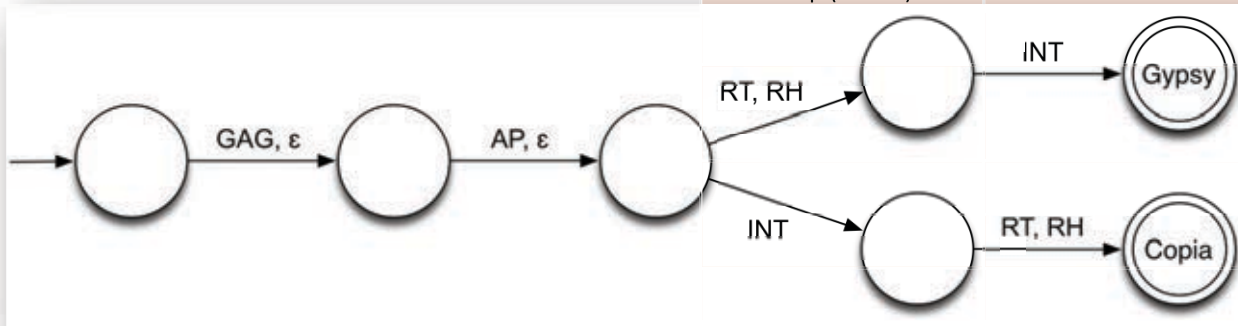 INT
Gypsy
RT, RH
GAG, ε
AP, ε
INT
RT, RH
Copia